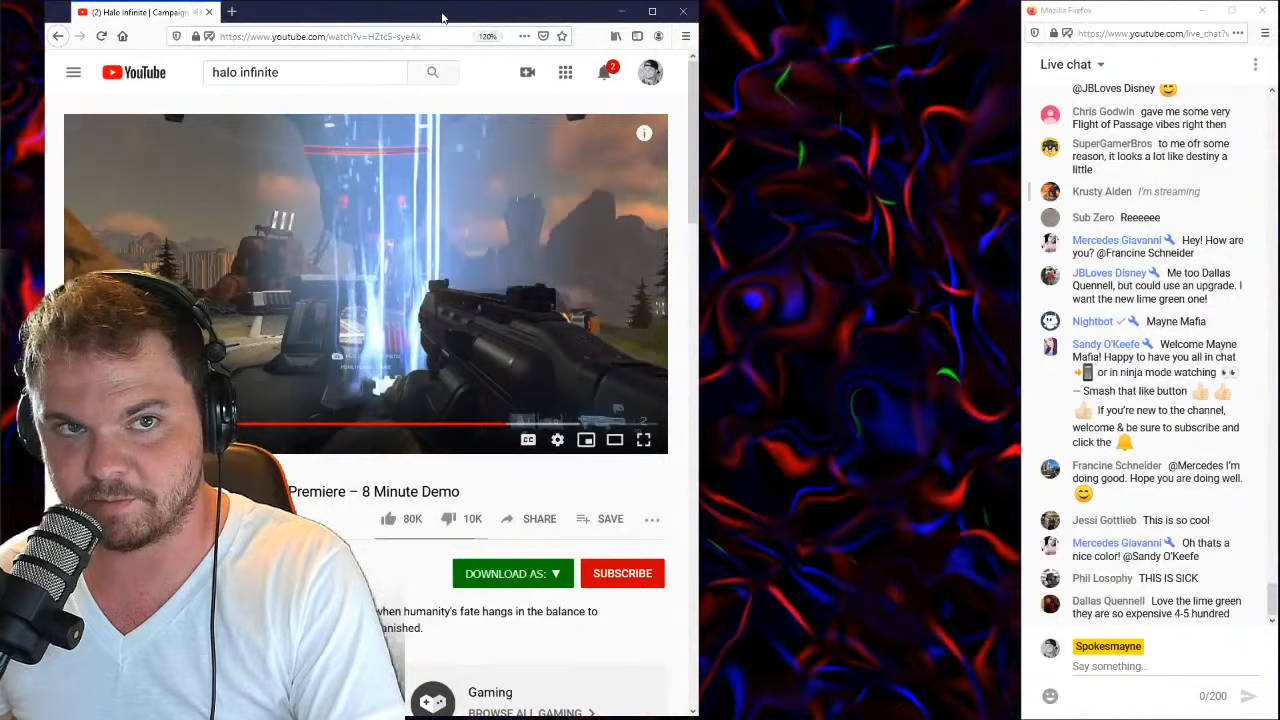 (2) Halo Infinite | Campaign
https://www.youtube.com/watch?v=HZtc5-syeAk
120%
YouTube
halo infinite
2
CC
Premiere – 8 Minute Demo
80K
10K
SHARE
SAVE
DOWNLOAD AS: ▼
SUBSCRIBE
when humanity's fate hangs in the balance to
anished.
Gaming
BROWSE ALL GAMING
Mozilla Firefox
https://www.youtube.com/live_chat?
Live chat
@JBLoves Disney 😊
Chris Godwin gave me some very
Flight of Passage vibes right then
SuperGamerBros to me ofr some
reason, it looks a lot like destiny a
little
Krusty Aiden I'm streaming
Sub Zero Reeeeee
Mercedes Giavanni Hey! How are
you? @Francine Schneider
JBLoves Disney Me too Dallas
Quennell, but could use an upgrade. I
want the new lime green one!
Nightbot Mayne Mafia
Sandy O'Keefe Welcome Mayne
Mafia! Happy to have you all in chat
📲 or in ninja mode watching 👀
— Smash that like button 👍🏻 👍🏻
👍🏻 If you're new to the channel,
welcome & be sure to subscribe and
click the 🔔
Francine Schneider @Mercedes I'm
doing good. Hope you are doing well.
😊
Jessi Gottlieb This is so cool
Mercedes Giavanni Oh thats a
nice color! @Sandy O'Keefe
Phil Losophy THIS IS SICK
Dallas Quennell Love the lime green
they are so expensive 4-5 hundred
Spokesmayne
Say something...
0/200